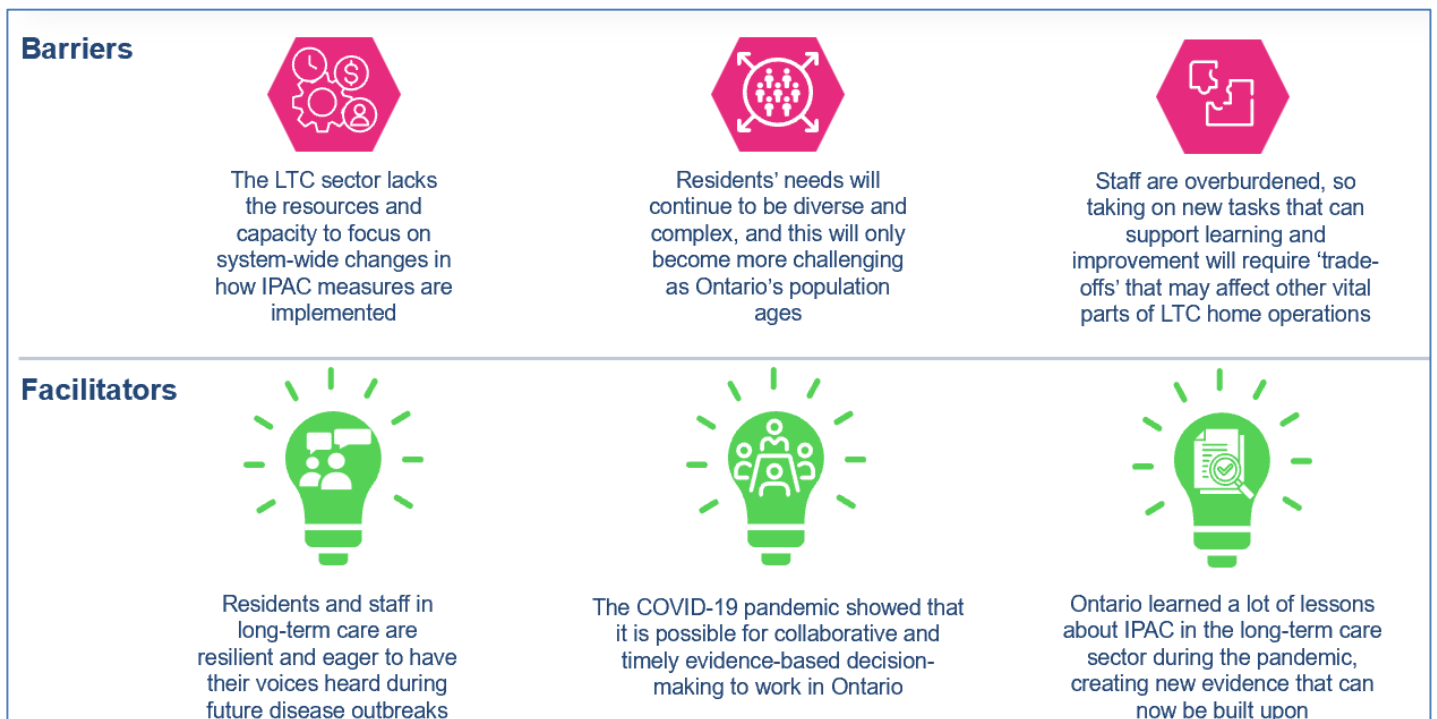 Barriers
The LTC sector lacks
the resources and
capacity to focus on
system-wide changes in
how IPAC measures are
implemented
Residents’ needs will
continue to be diverse and
complex, and this will only
become more challenging
as Ontario’s population
ages
Staff are overburdened, so
taking on new tasks that can
support learning and
improvement will require ‘trade-
offs’ that may affect other vital
parts of LTC home operations
Facilitators
Residents and staff in
long-term care are
resilient and eager to have
their voices heard during
future disease outbreaks
The COVID-19 pandemic showed that
it is possible for collaborative and
timely evidence-based decision-
making to work in Ontario
Ontario learned a lot of lessons
about IPAC in the long-term care
sector during the pandemic,
creating new evidence that can
now be built upon